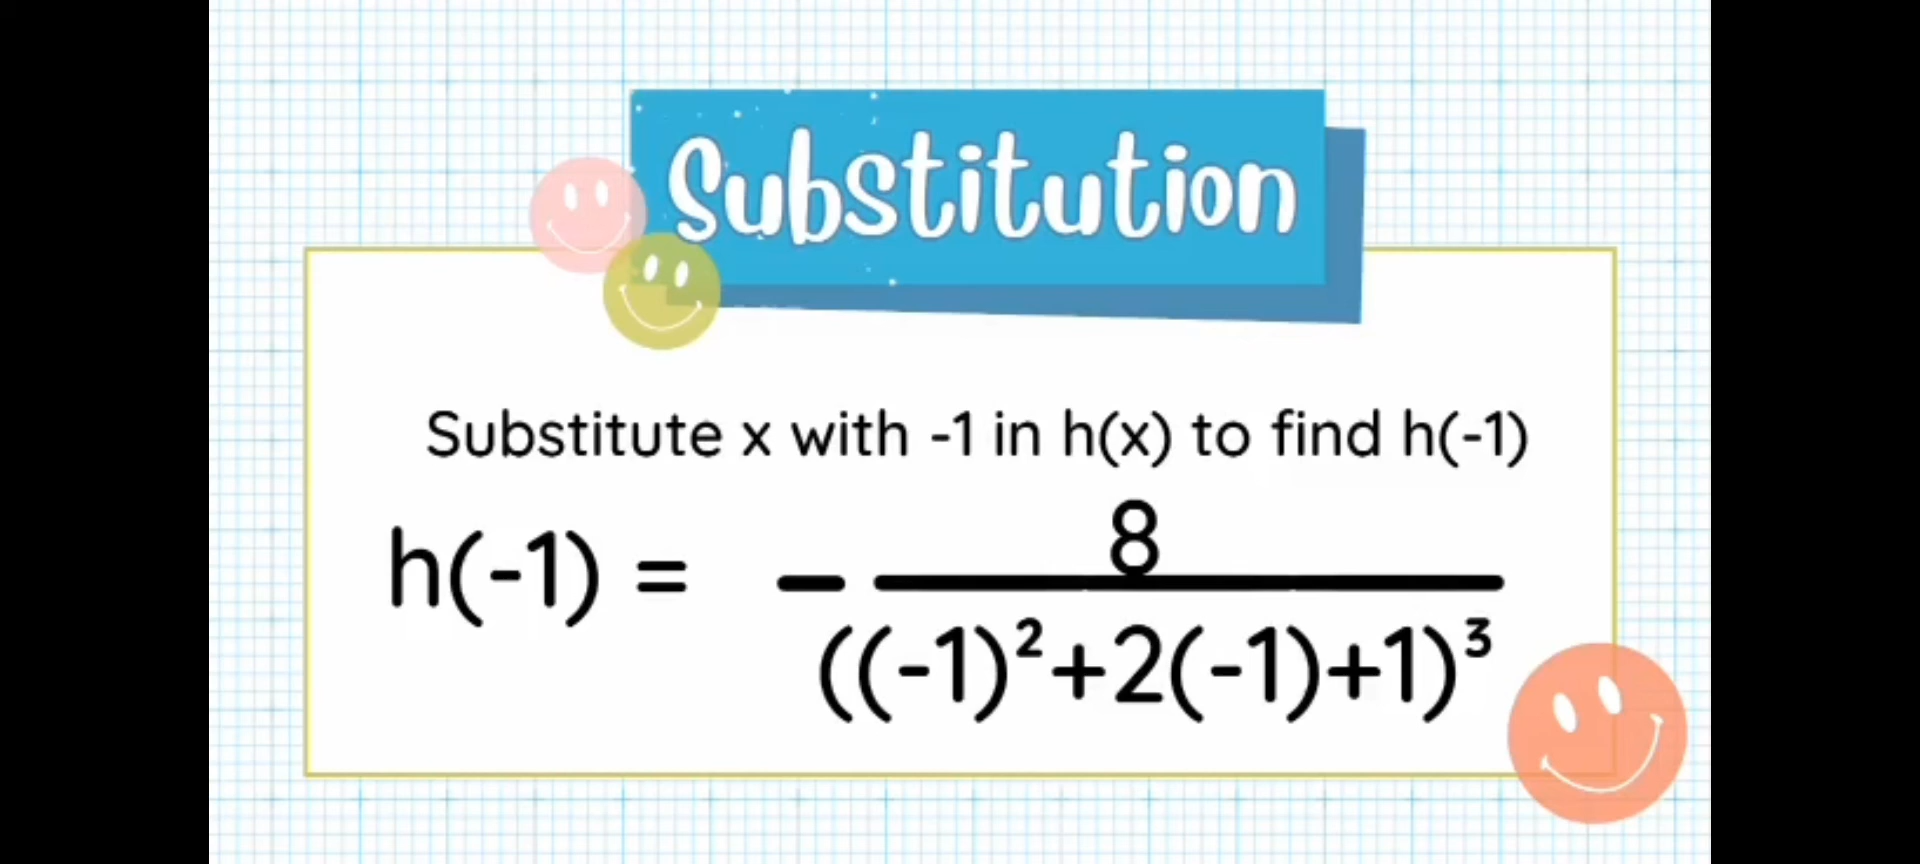 Substitution
Substitute x with -1 in h(x) to find h(-1)
h(-1) = - 8
((-1)²+2(-1)+1)³